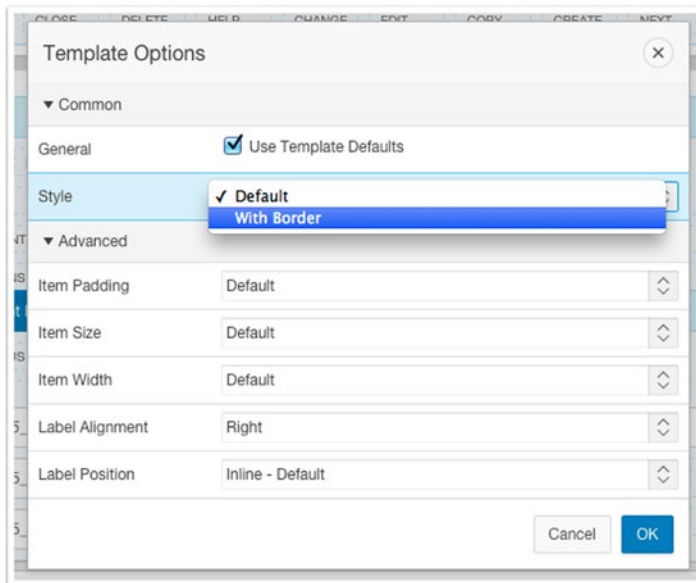 CLOSE DELETE HELP CHANGE EDIT COPY CREATE NEXT
Template Options
Common
General Use Template Defaults
Style Default
With Border
Advanced
Item Padding Default
Item Size Default
Item Width Default
Label Alignment Right
Label Position Inline - Default
Cancel OK